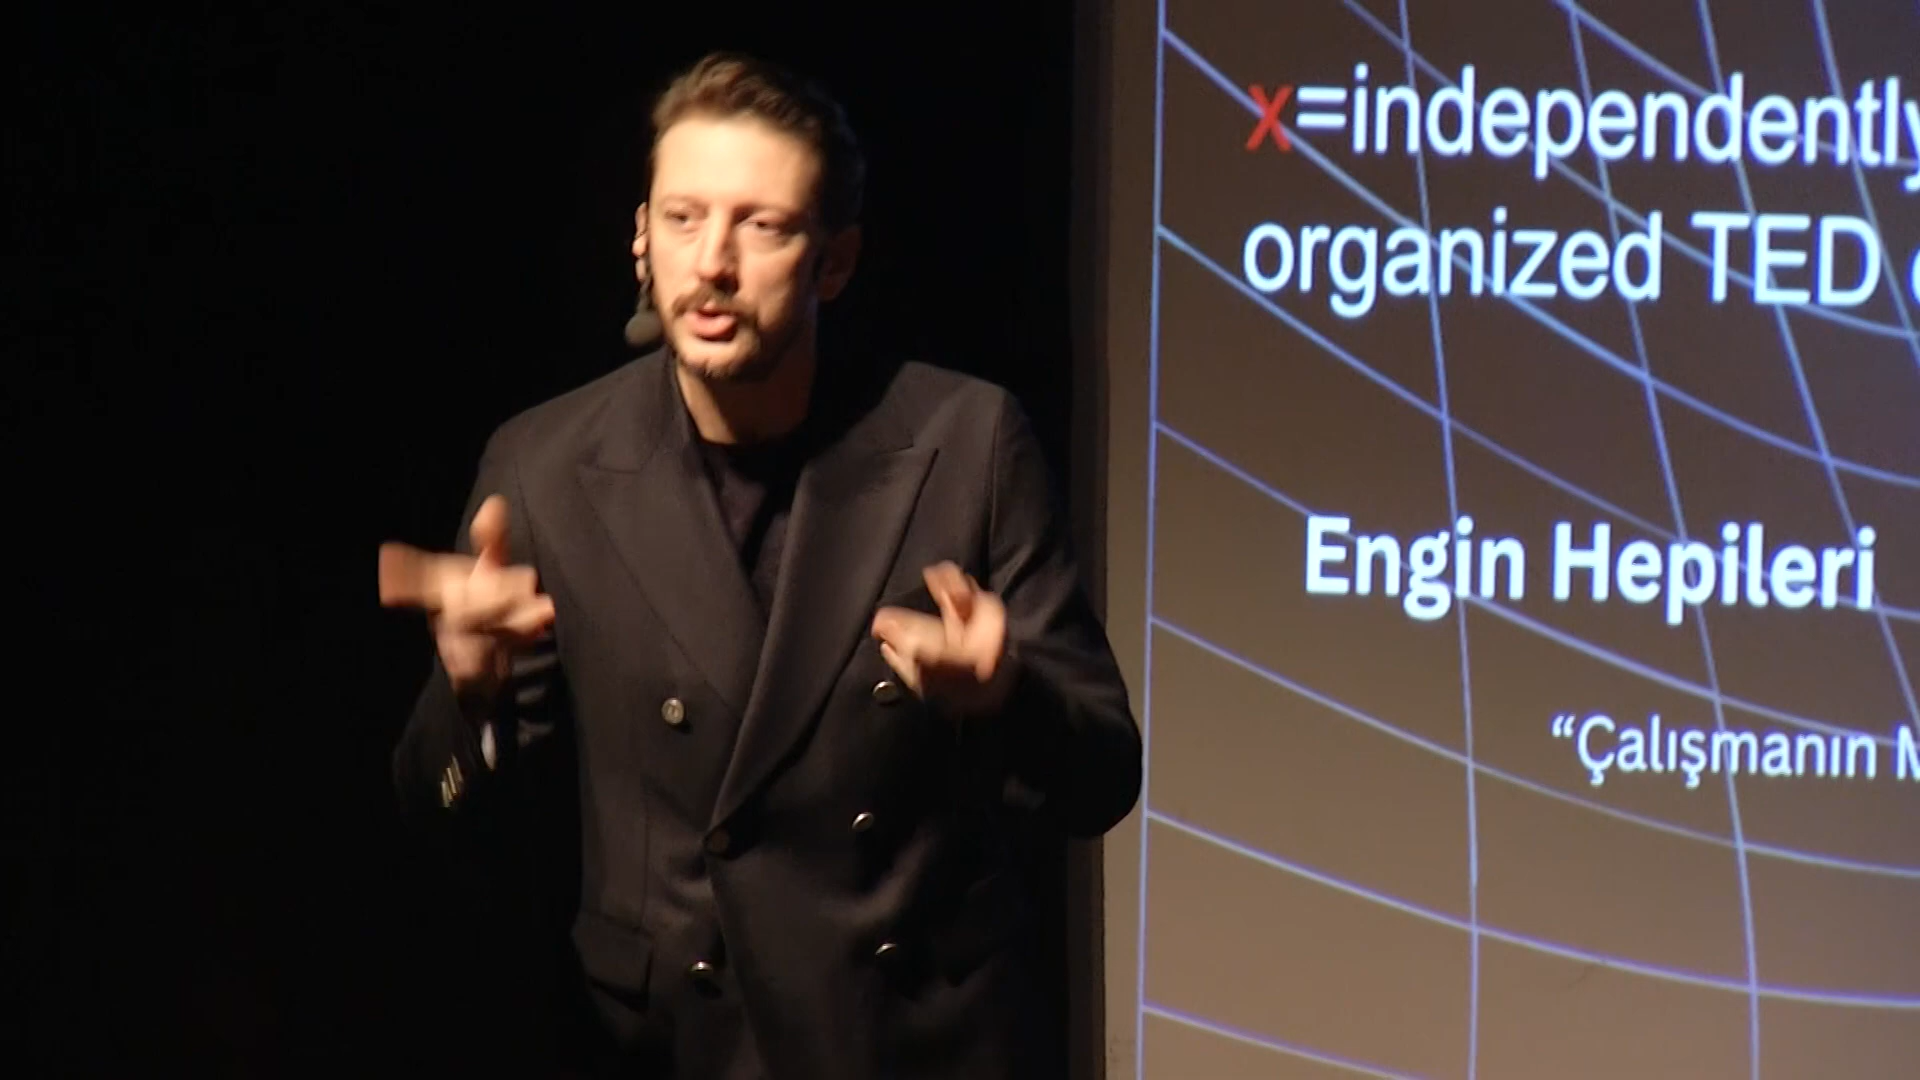 x=independently
organized TED
Engin Hepileri
“Çalışmanın